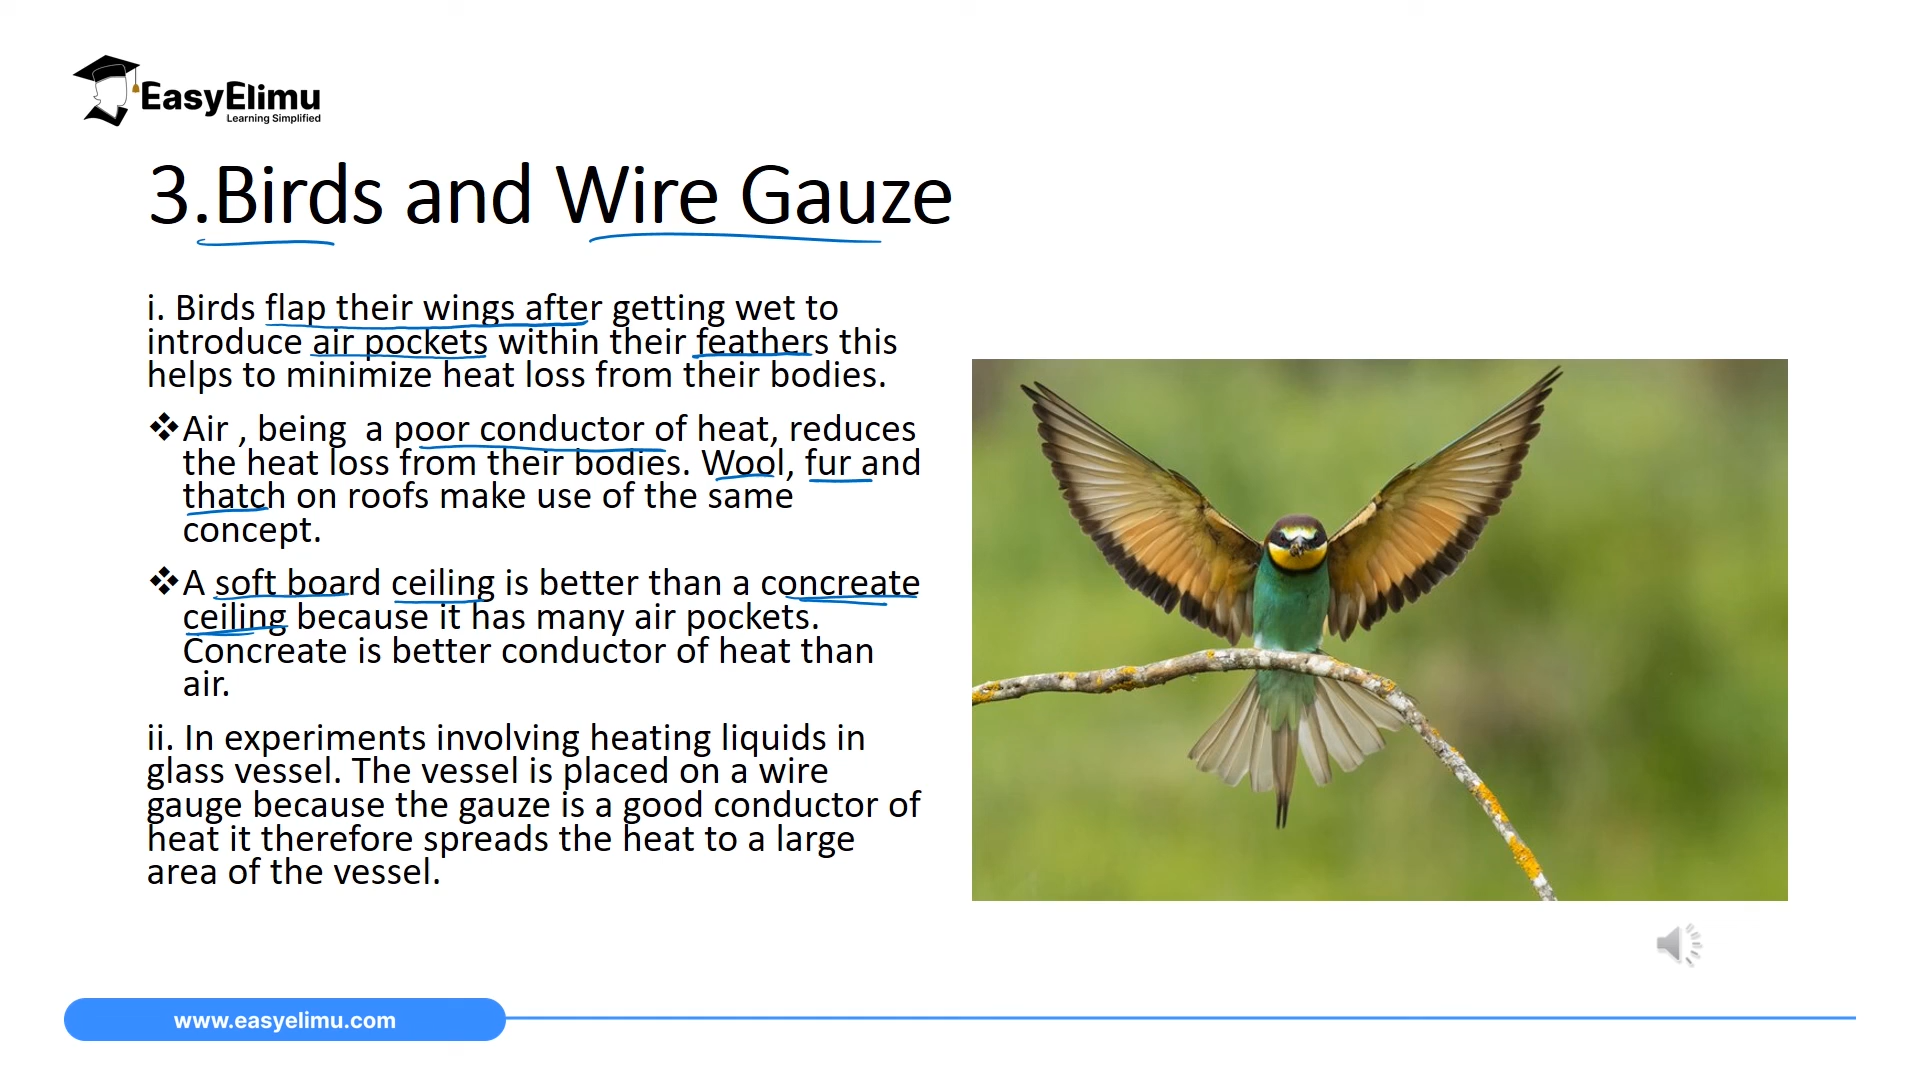 EasyElimu
Learning Simplified
3.Birds and Wire Gauze
i. Birds flap their wings after getting wet to
introduce air pockets within their feathers this
helps to minimize heat loss from their bodies.
❖Air , being  a poor conductor of heat, reduces
the heat loss from their bodies. Wool, fur and
thatch on roofs make use of the same
concept.
❖A soft board ceiling is better than a concreate
ceiling because it has many air pockets.
Concreate is better conductor of heat than
air.
ii. In experiments involving heating liquids in
glass vessel. The vessel is placed on a wire
gauge because the gauze is a good conductor of
heat it therefore spreads the heat to a large
area of the vessel.
www.easyelimu.com